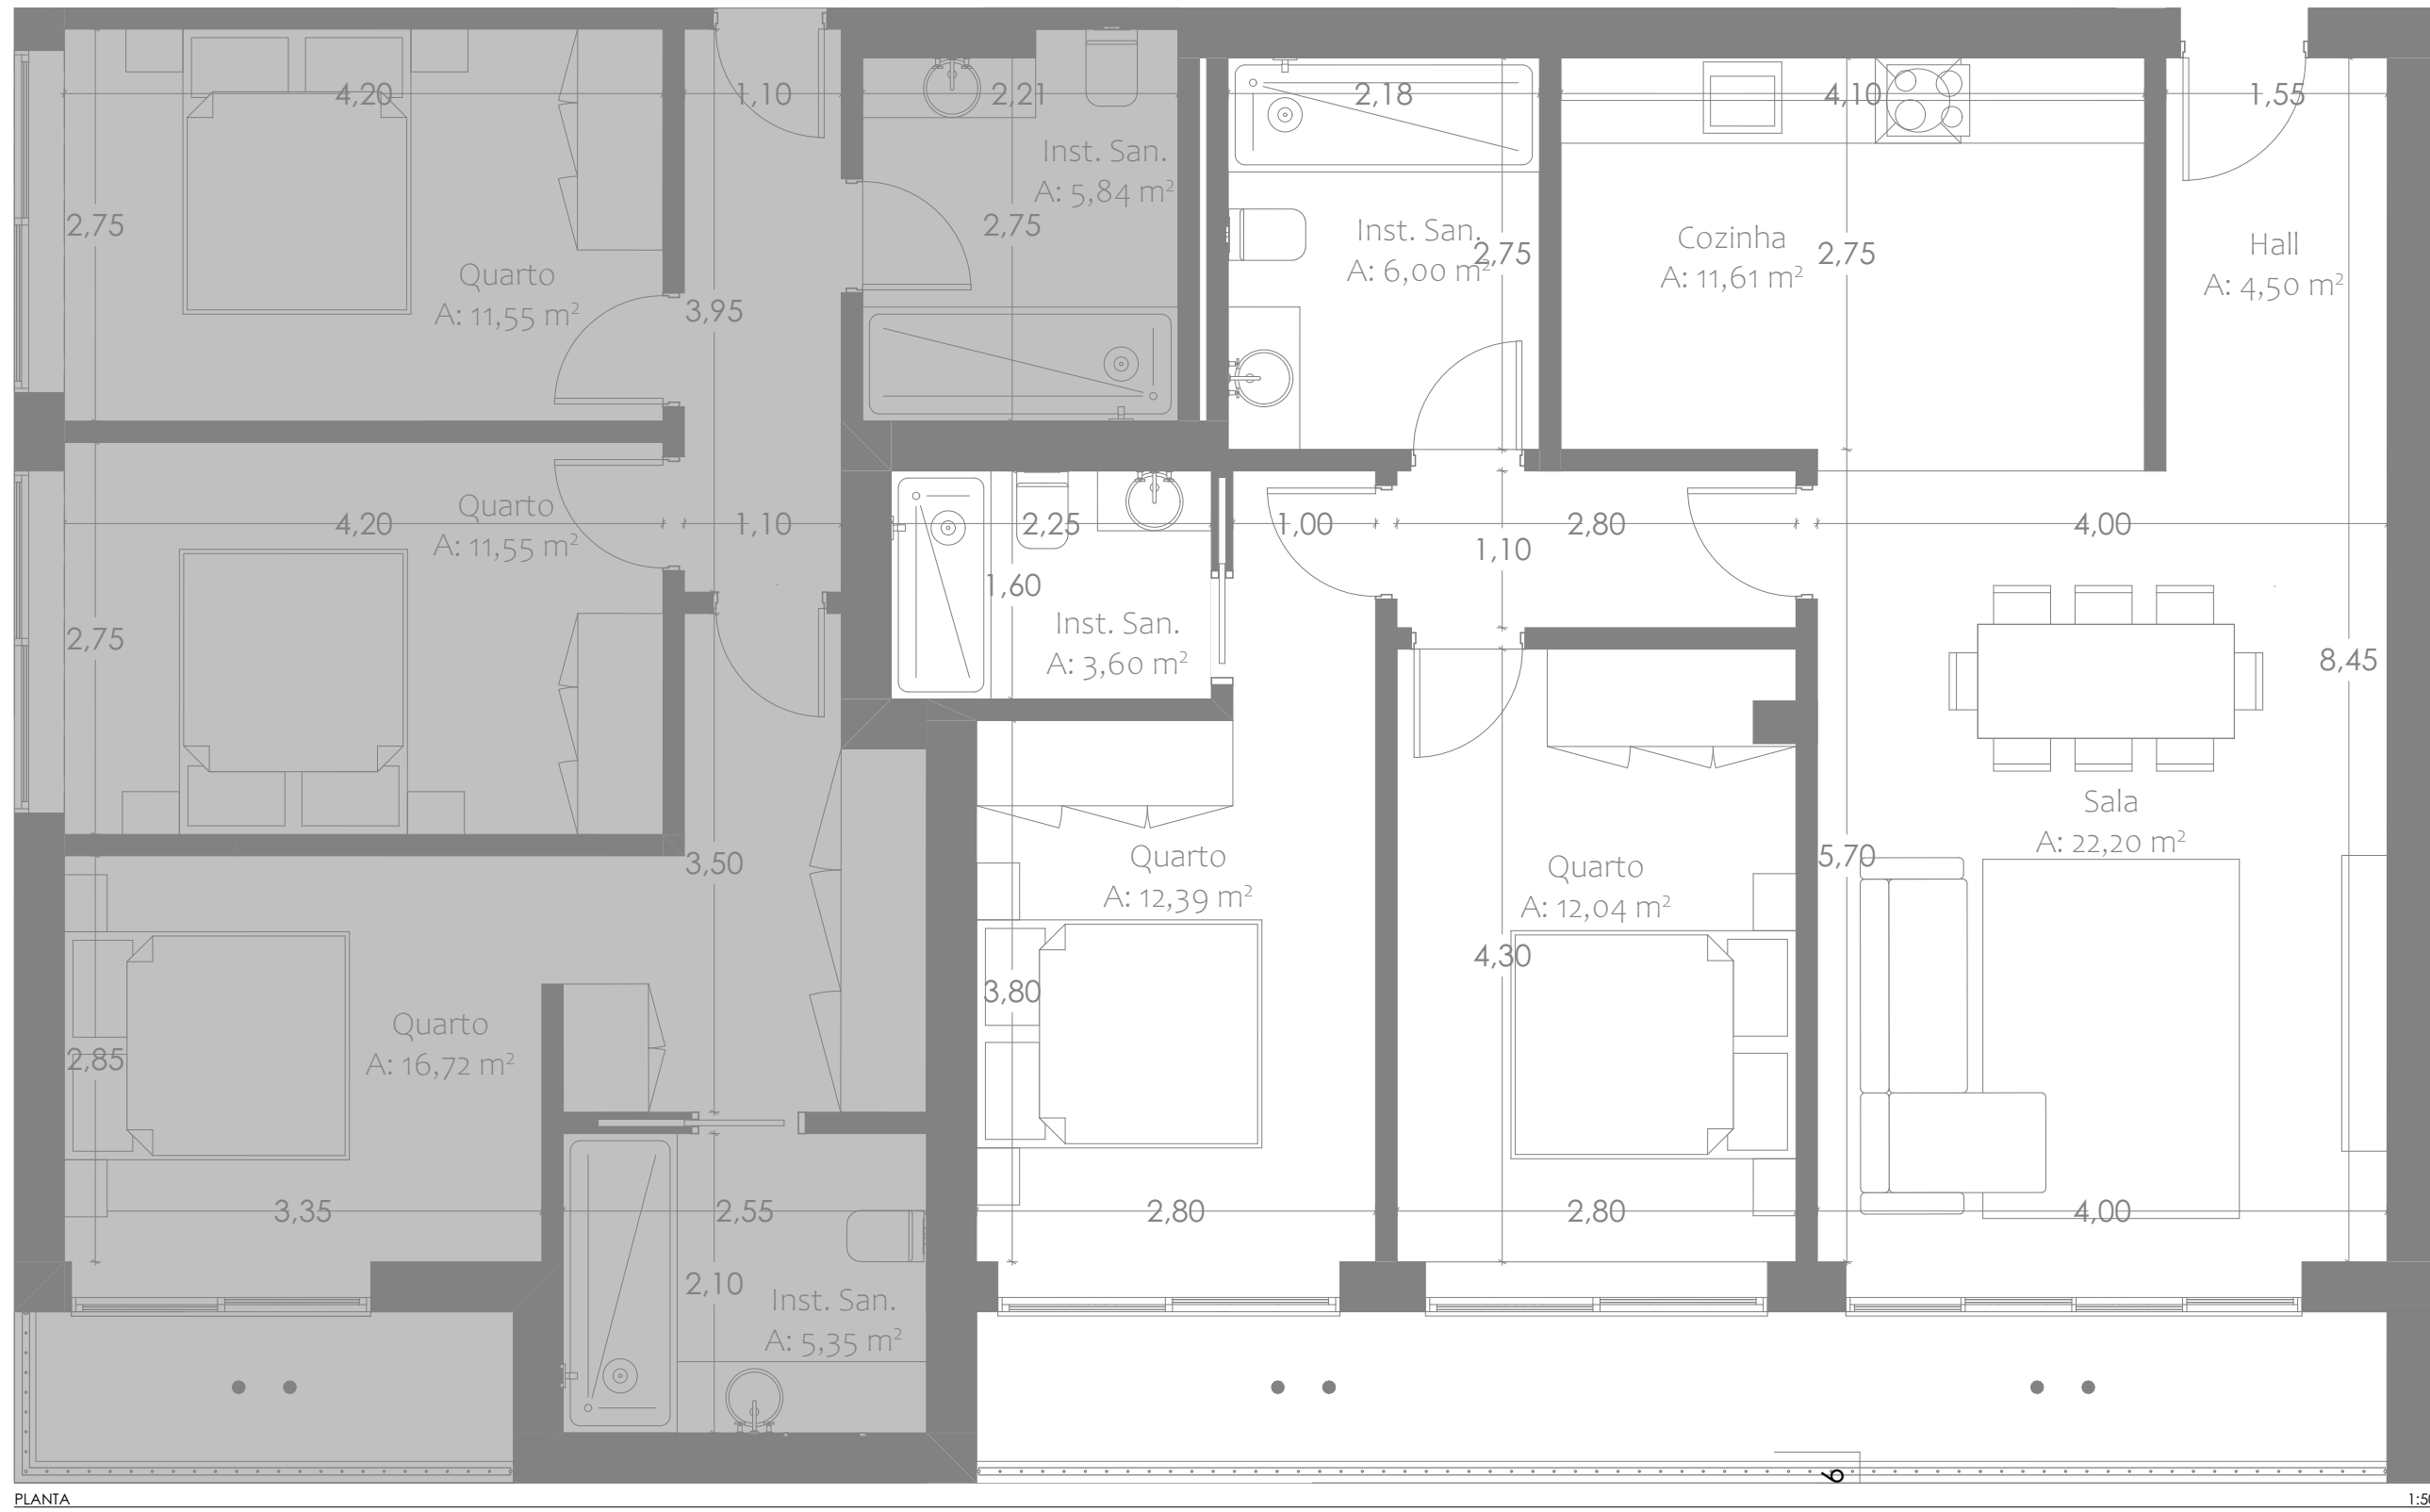 4,20
1,10
2,21
2,18
4,10
1,55
Inst. San.
A: 5,84 m²
2,75
2,75
Inst. San.
A: 6,00 m²
2,75
Cozinha
A: 11,61 m²
2,75
Hall
A: 4,50 m²
Quarto
A: 11,55 m²
3,95
Quarto
A: 11,55 m²
4,20
1,10
2,25
1,00
2,80
1,10
4,00
1,60
Inst. San.
A: 3,60 m²
2,75
8,45
Sala
A: 22,20 m²
3,50
Quarto
A: 12,39 m²
Quarto
A: 12,04 m²
5,70
4,30
3,80
Quarto
A: 16,72 m²
2,85
3,35
2,55
2,80
2,80
4,00
2,10
Inst. San.
A: 5,35 m²
6
PLANTA